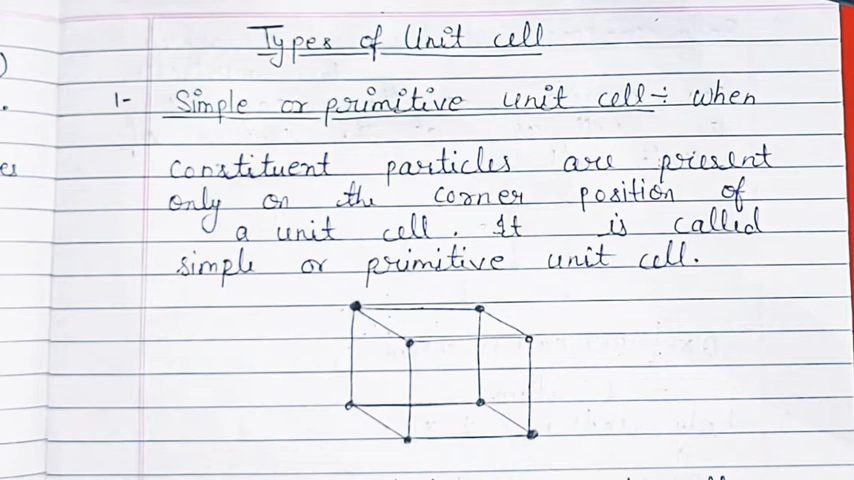 Types of Unit cell
1- Simple or primitive unit cell :- when
constituent particles are present
only on the corner position of
a unit cell. It is called
simple or primitive unit cell.